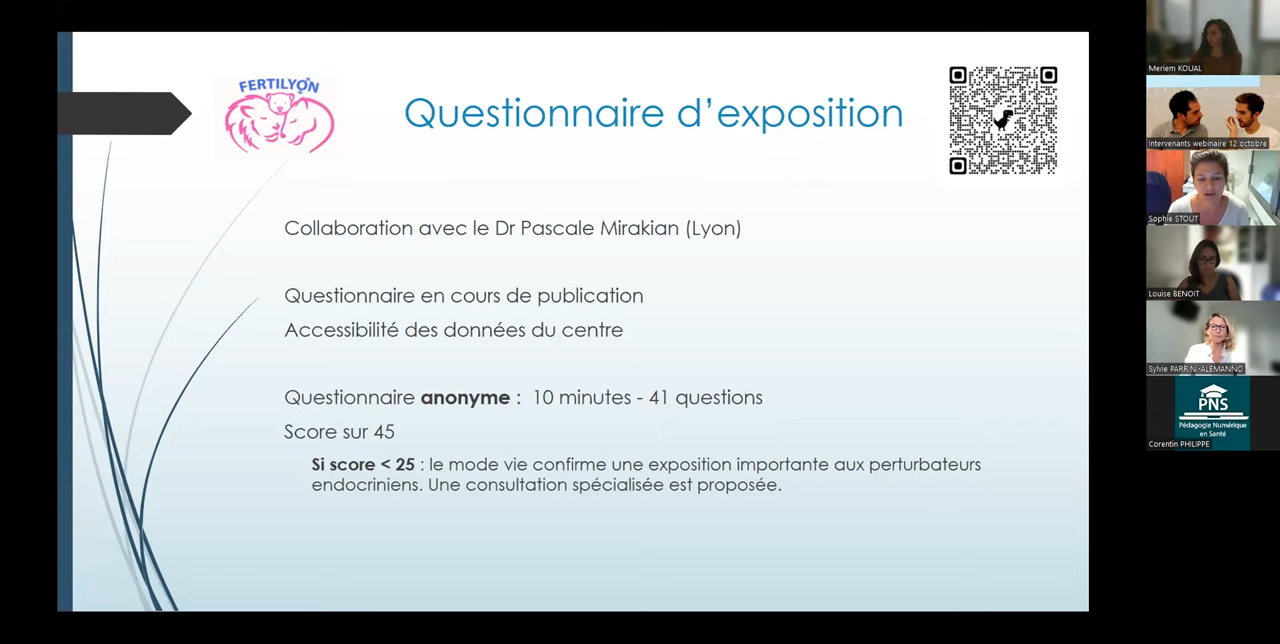 FERTILYON
Questionnaire d'exposition
Collaboration avec le Dr Pascale Mirakian (Lyon)
Questionnaire en cours de publication
Accessibilité des données du centre
Questionnaire anonyme : 10 minutes - 41 questions
Score sur 45
Si score < 25 : le mode vie confirme une exposition importante aux perturbateurs
endocriniens. Une consultation spécialisée est proposée.
Meriem KOUAL
Intervenants webinaire 12 octobre
Sophie STOUT
Louise BENOIT
Sylvie PARRINI-ALEMANNO
PNS
Pédagogie Numérique
en Santé
Corentin PHILIPPE